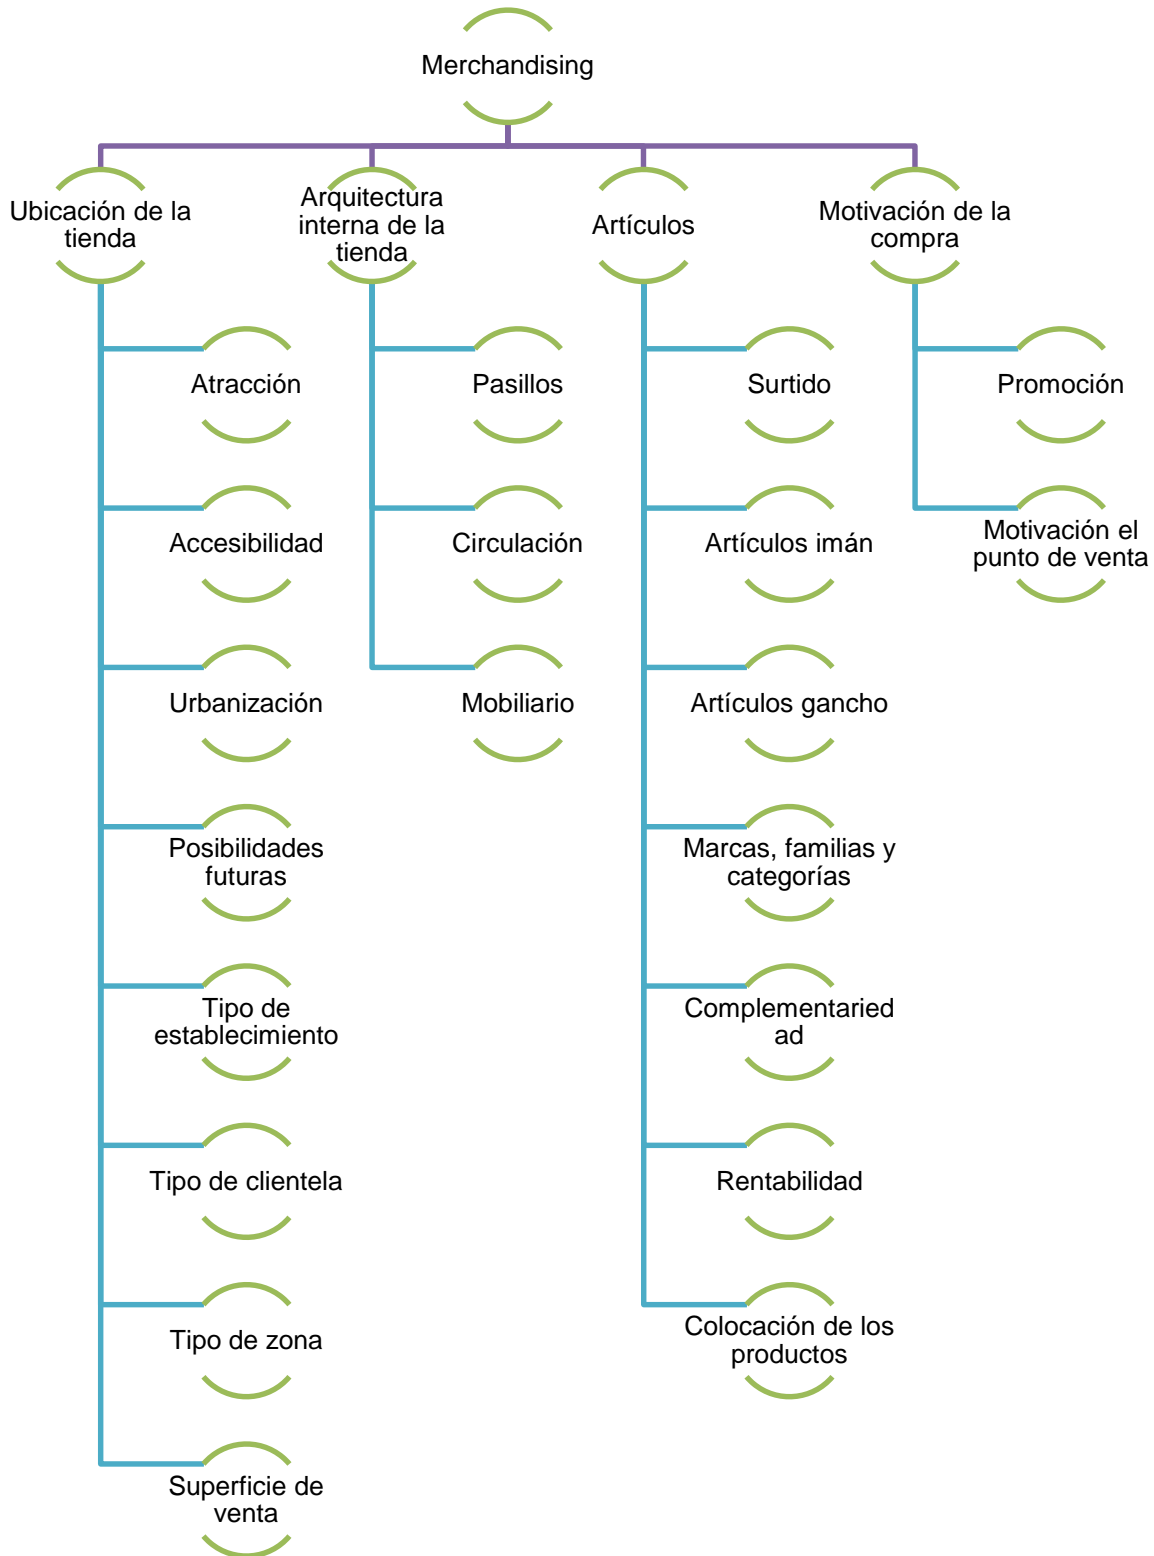 Merchandising
Ubicación de la
tienda
Atracción
Accesibilidad
Urbanización
Posibilidades
futuras
Tipo de
establecimiento
Tipo de clientela
Tipo de zona
Superficie de
venta
Arquitectura
interna de la
tienda
Pasillos
Circulación
Mobiliario
Artículos
Surtido
Artículos imán
Artículos gancho
Marcas, familias y
categorías
Complementaried
ad
Rentabilidad
Colocación de los
productos
Motivación de la
compra
Promoción
Motivación el
punto de venta